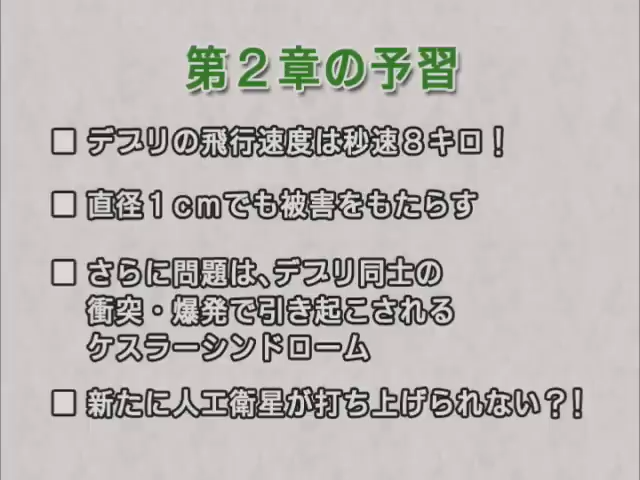 第２章の予習
□ デブリの飛行速度は秒速８キロ！
□ 直径１ｃｍでも被害をもたらす
□ さらに問題は､デブリ同士の
衝突・爆発で引き起こされる
ケスラーシンドローム
□ 新たに人工衛星が打ち上げられない？！